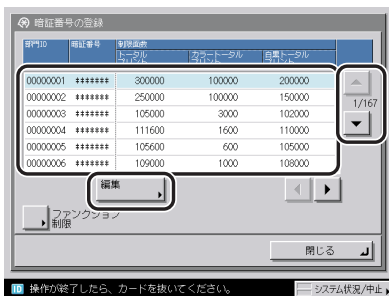 暗証番号の登録
部門ID 暗証番号 制限面数
トータルプリント カラートータルプリント 白黒トータルプリント
00000001 ******* 300000 100000 200000
00000002 ******* 250000 100000 150000
00000003 ******* 105000 3000 102000
00000004 ******* 111600 1600 110000
00000005 ******* 105600 600 105000
00000006 ******* 109000 1000 108000
1/167
編集
ファンクション
制限
閉じる
ID 操作が終了したら、カードを抜いてください。 システム状況/中止